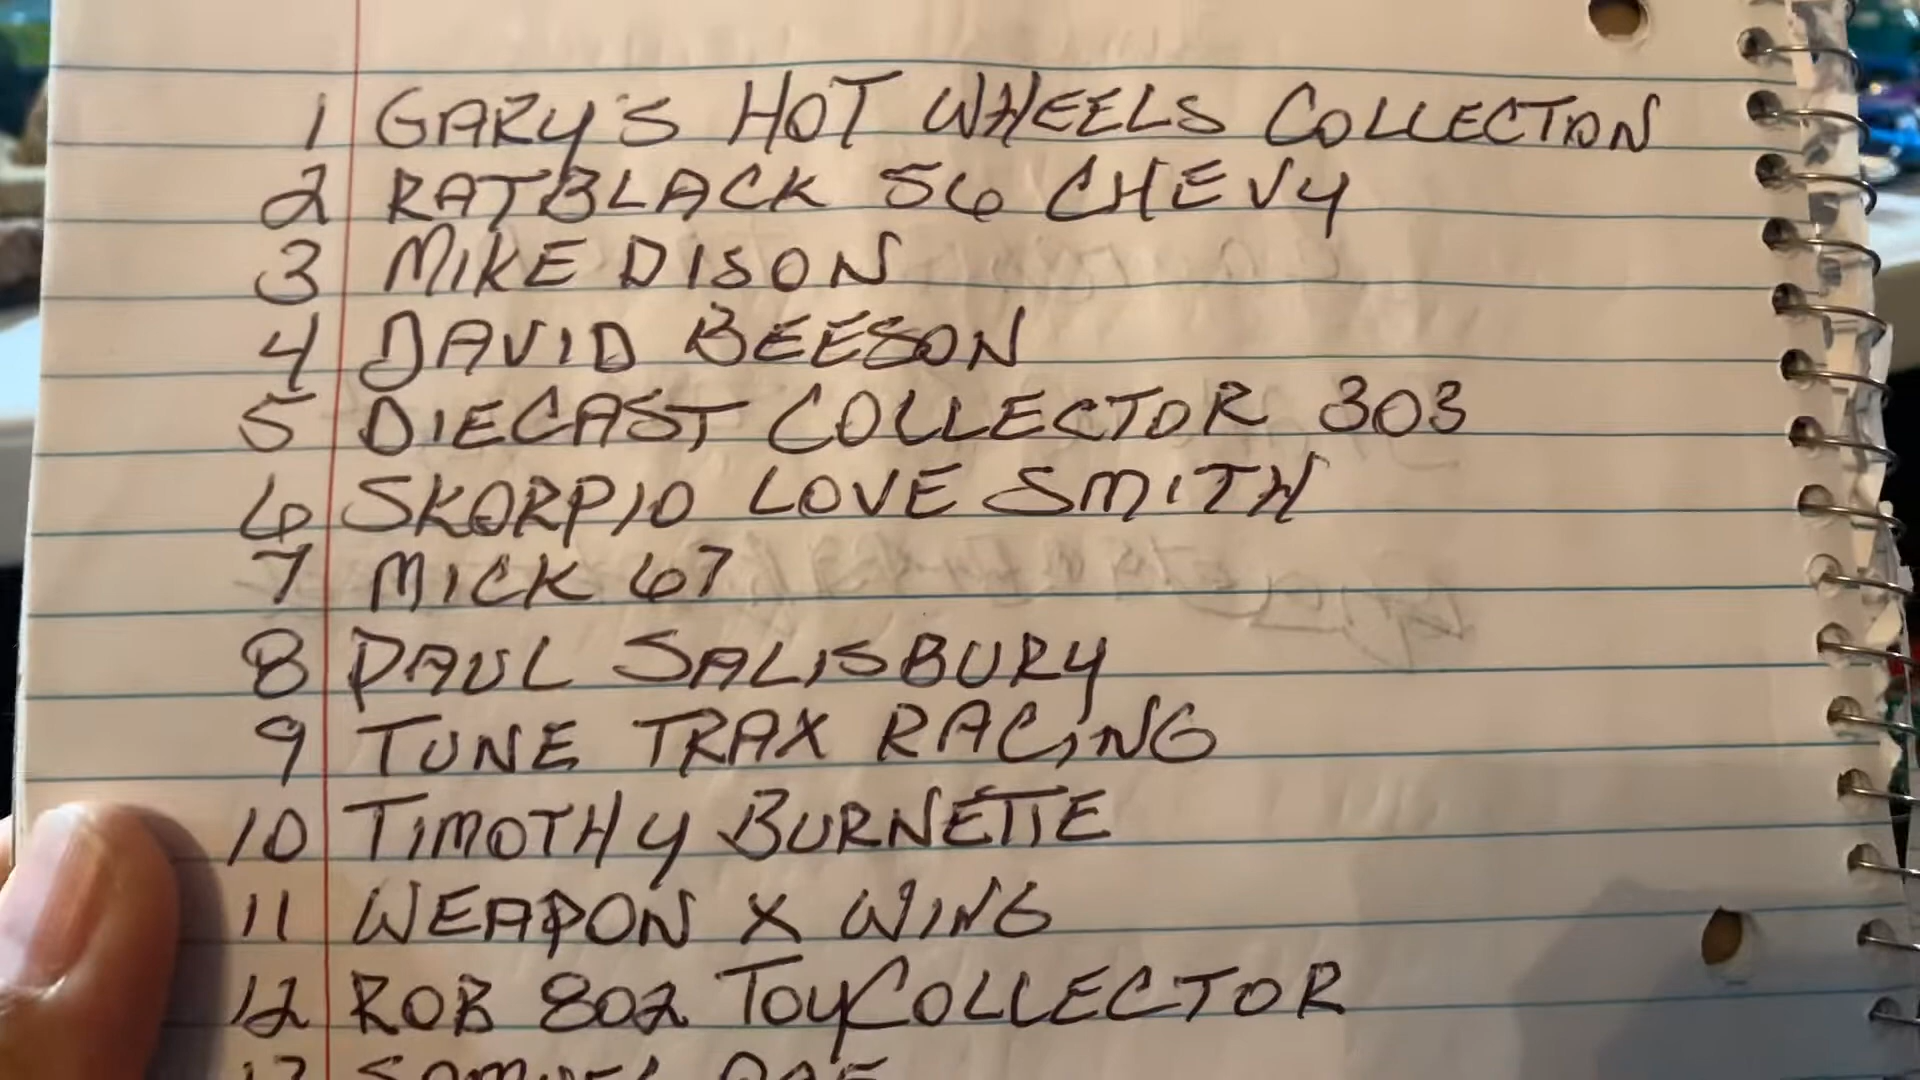 1 GARY'S HOT WHEELS COLLECTION
2 RATBLACK 56 CHEVY
3 MIKE DISON
4 DAVID BEESON
5 DIECAST COLLECTOR 303
6 SKORPIO LOVE SMITH
7 MICK 67
8 PAUL SALISBURY
9 TUNE TRAX RACING
10 TIMOTHY BURNETTE
11 WEAPON X WING
12 ROB 802 TOYCOLLECTOR
13 SAMUEL